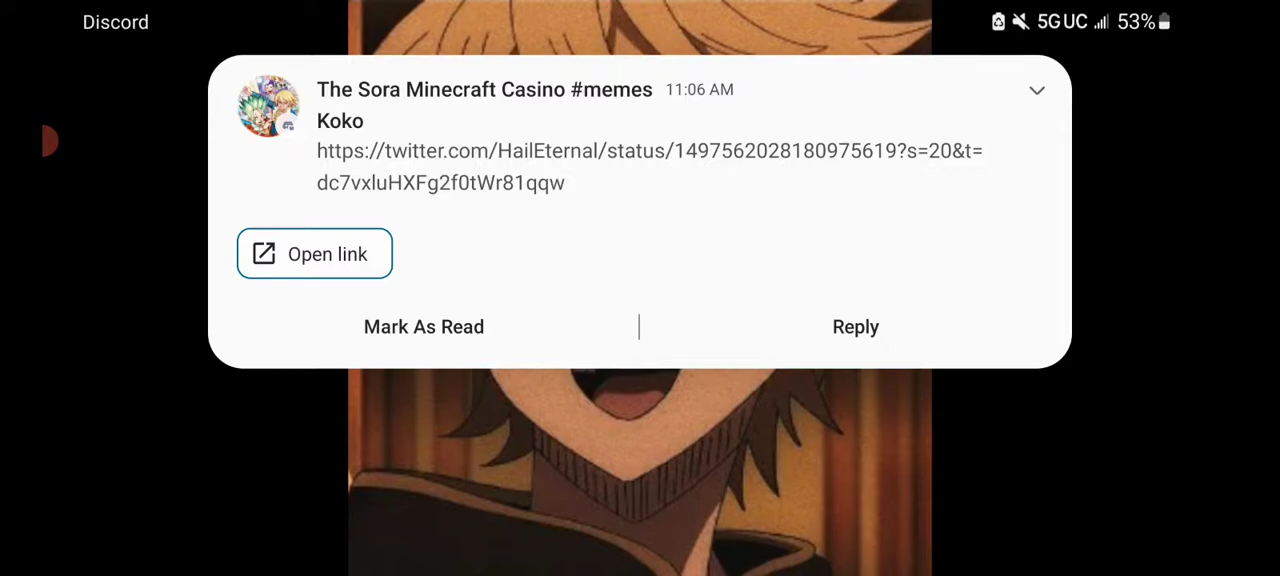 Discord
5G UC 53%
The Sora Minecraft Casino #memes 11:06 AM
Koko
https://twitter.com/HailEternal/status/1497562028180975619?s=20&t=
dc7vxluHXFg2f0tWr81qqw
Open link
Mark As Read
Reply